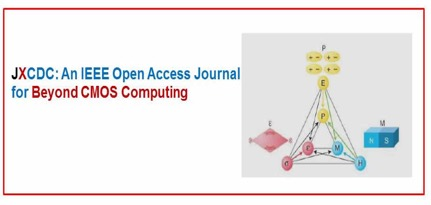 JXCDC: An IEEE Open Access Journal
for Beyond CMOS Computing
P
+ - + -
+ - + -
E
P
ε
M
N S
ε M
σ H